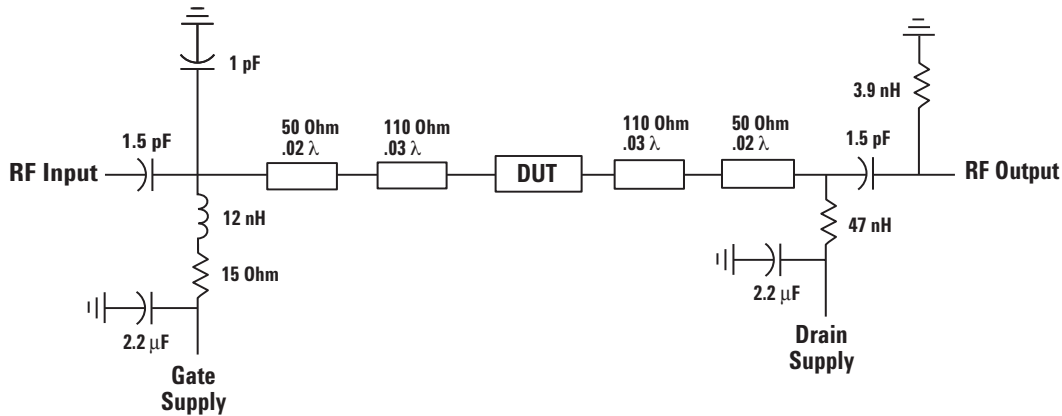 1 pF
3.9 nH
50 Ohm
.02 λ
110 Ohm
.03 λ
110 Ohm
.03 λ
50 Ohm
.02 λ
1.5 pF
1.5 pF
RF Input
DUT
RF Output
12 nH
47 nH
15 Ohm
2.2 µF
2.2 µF
Gate
Supply
Drain
Supply